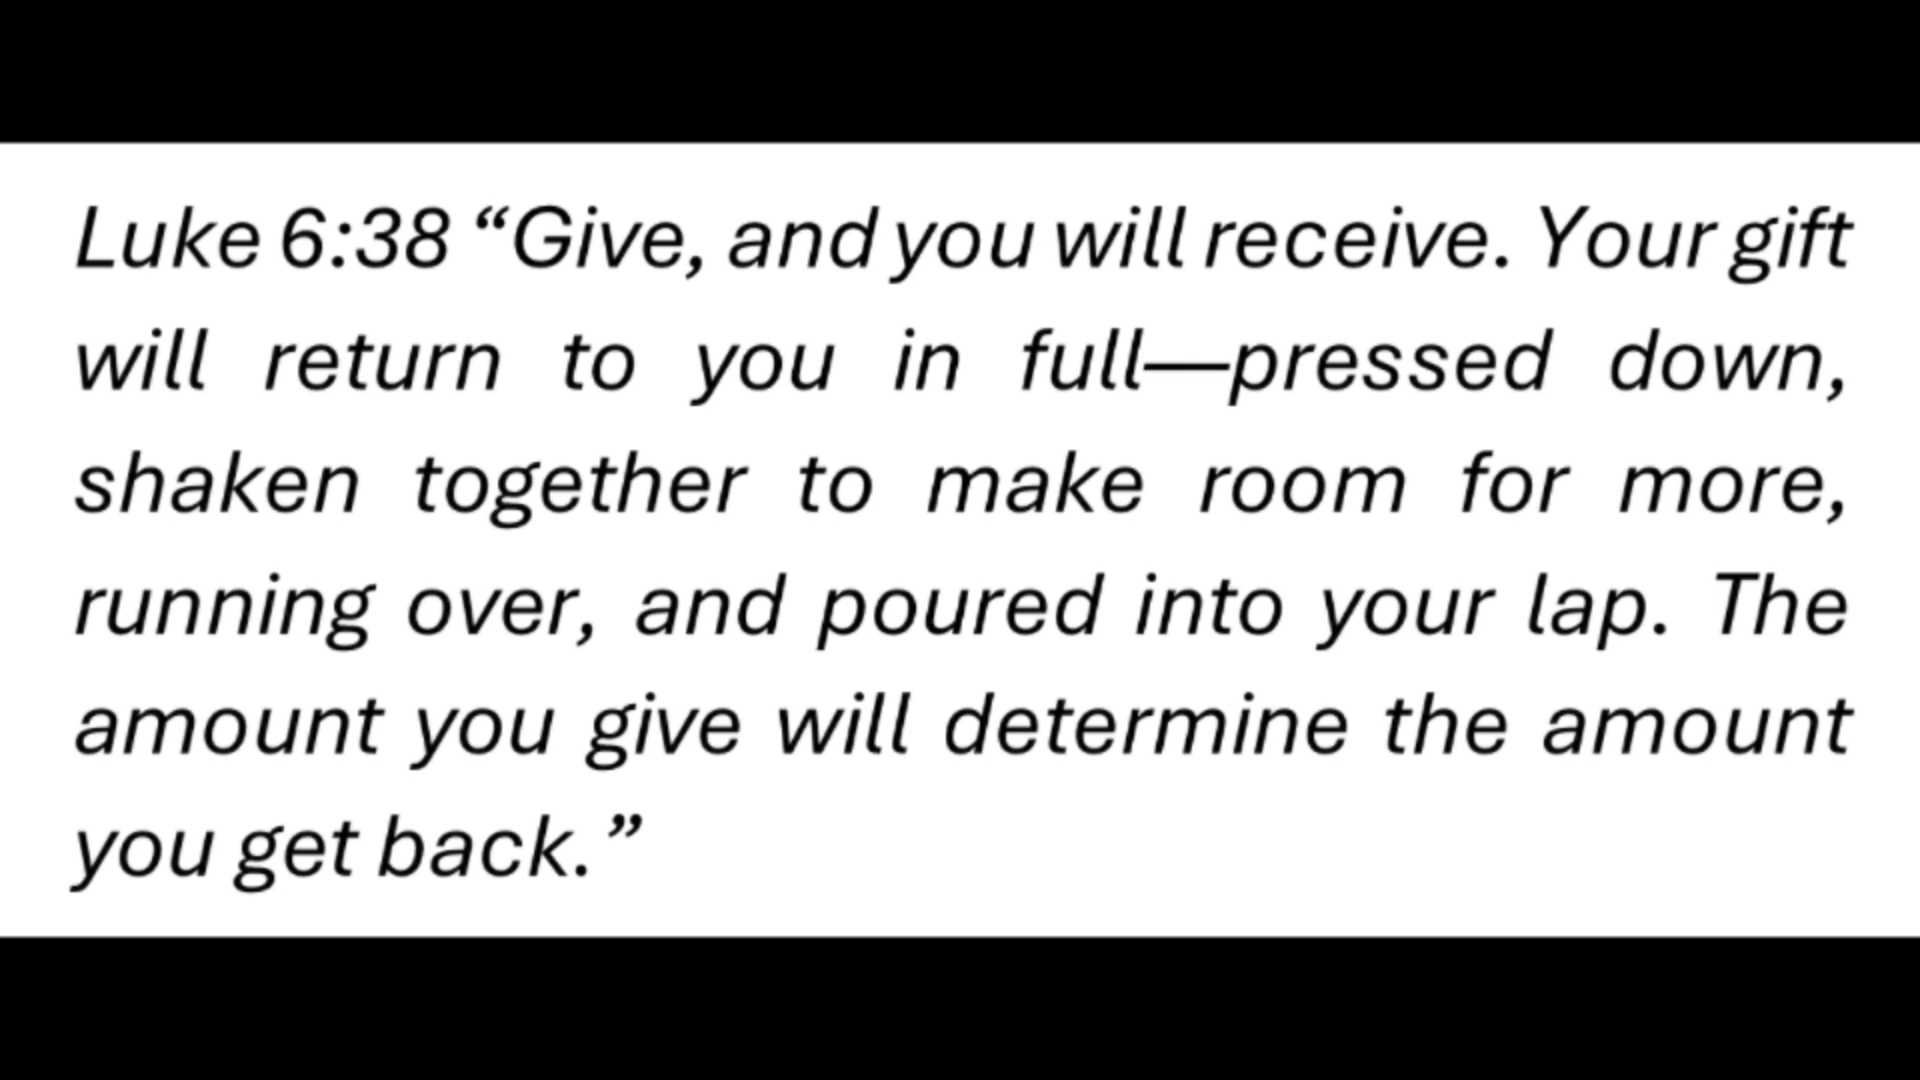 Luke 6:38 “Give, and you will receive. Your gift
will return to you in full—pressed down,
shaken together to make room for more,
running over, and poured into your lap. The
amount you give will determine the amount
you get back.”